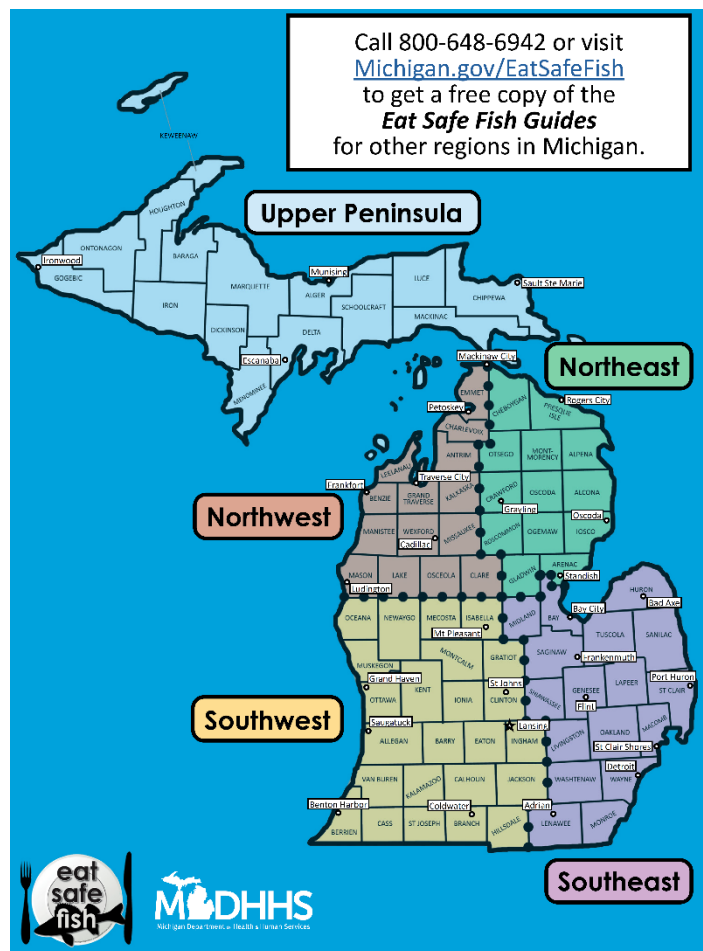 Call 800-648-6942 or visit
Michigan.gov/EatSafeFish
to get a free copy of the
Eat Safe Fish Guides
for other regions in Michigan.
KEWEENAW
HOUGHTON
Upper Peninsula
ONTONAGON
BARAGA
Ironwood
GOGEBIC
MARQUETTE
Munising
LUCE
Sault Ste Marie
ALGER
CHIPPEWA
IRON
SCHOOLCRAFT
MACKINAC
DICKINSON
DELTA
Escanaba
MENOMINEE
Mackinaw City
Northeast
EMMET
CHEBOYGAN
PRESQUE ISLE
Rogers City
Petoskey
CHARLEVOIX
ANTRIM
OTSEGO
MONT-
MORENCY
ALPENA
LEELANAU
Traverse City
Frankfort
BENZIE
GRAND
TRAVERSE
KALKASKA
CRAWFORD
OSCODA
ALCONA
Grayling
Northwest
MANISTEE
WEXFORD
MISSAUKEE
ROSCOMMON
OGEMAW
IOSCO
Oscoda
Cadillac
MASON
LAKE
OSCEOLA
CLARE
GLADWIN
ARENAC
Standish
Ludington
OCEANA
NEWAYGO
MECOSTA
ISABELLA
MIDLAND
BAY
Bay City
HURON
Bad Axe
Mt Pleasant
TUSCOLA
SANILAC
MUSKEGON
MONTCALM
GRATIOT
SAGINAW
Frankenmuth
Grand Haven
OTTAWA
KENT
IONIA
St Johns
CLINTON
SHIAWASSEE
GENESEE
Flint
LAPEER
Port Huron
ST CLAIR
Southwest
Saugatuck
ALLEGAN
BARRY
EATON
Lansing
INGHAM
LIVINGSTON
OAKLAND
MACOMB
St Clair Shores
Detroit
VAN BUREN
KALAMAZOO
CALHOUN
JACKSON
WASHTENAW
WAYNE
Benton Harbor
Coldwater
Adrian
BERRIEN
CASS
ST JOSEPH
BRANCH
HILLSDALE
LENAWEE
MONROE
Southeast
eat
safe
fish
MDHHS
Michigan Department of Health & Human Services